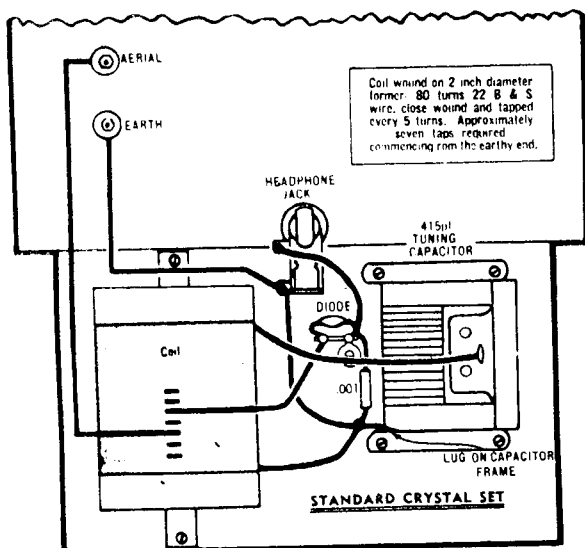 AERIAL
EARTH
Coil wound on 2 inch diameter
former. 80 turns 22 B & S
wire, close wound and tapped
every 5 turns. Approximately
seven taps required
commencing rom the earthy end.
HEADPHONE
JACK
415pf
TUNING
CAPACITOR
DIODE
Coil
.001
LUG ON CAPACITOR
FRAME
STANDARD CRYSTAL SET